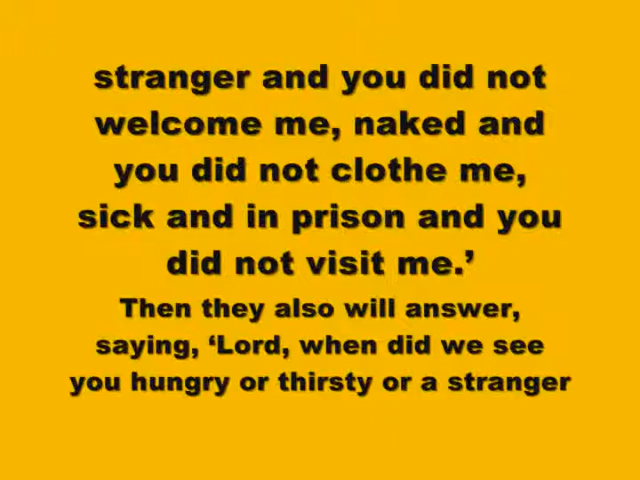 stranger and you did not
welcome me, naked and
you did not clothe me,
sick and in prison and you
did not visit me.’
Then they also will answer,
saying, ‘Lord, when did we see
you hungry or thirsty or a stranger